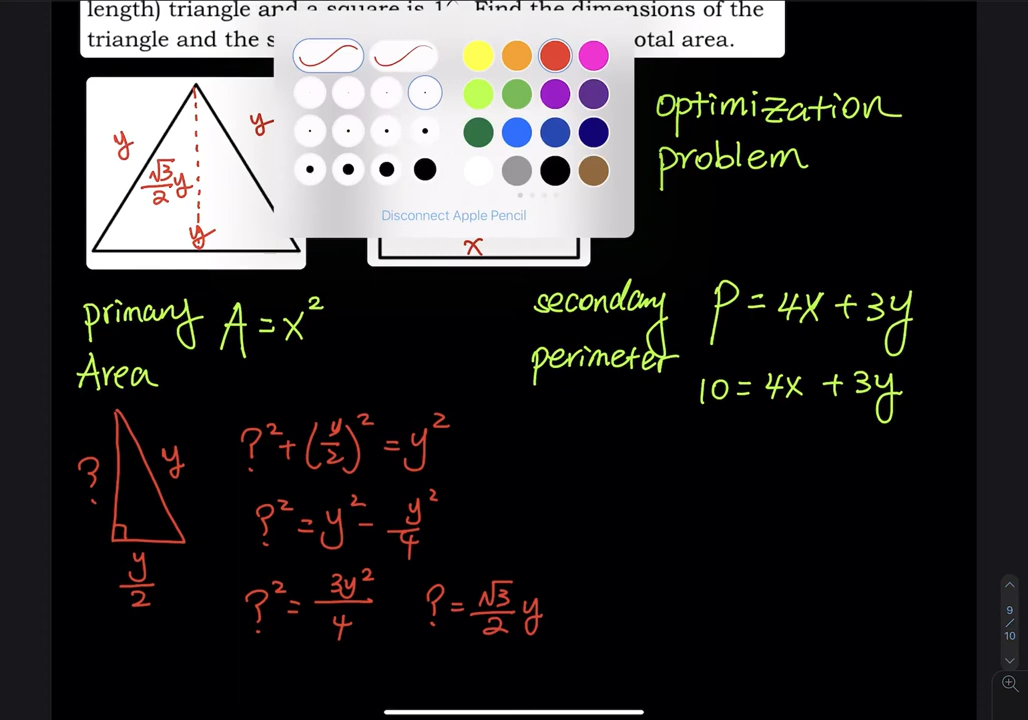 length) triangle and a square is 10. Find the dimensions of the
triangle and the s otal area.
y
y
√3/2 y
y
Disconnect Apple Pencil
x
optimization
problem
primary A = x²
Area
secondary P = 4x + 3y
perimeter 10 = 4x + 3y
? y
y/2
?² + (y/2)² = y²
?² = y² - y²/4
?² = 3y²/4 ? = √3/2 y
9
/
10